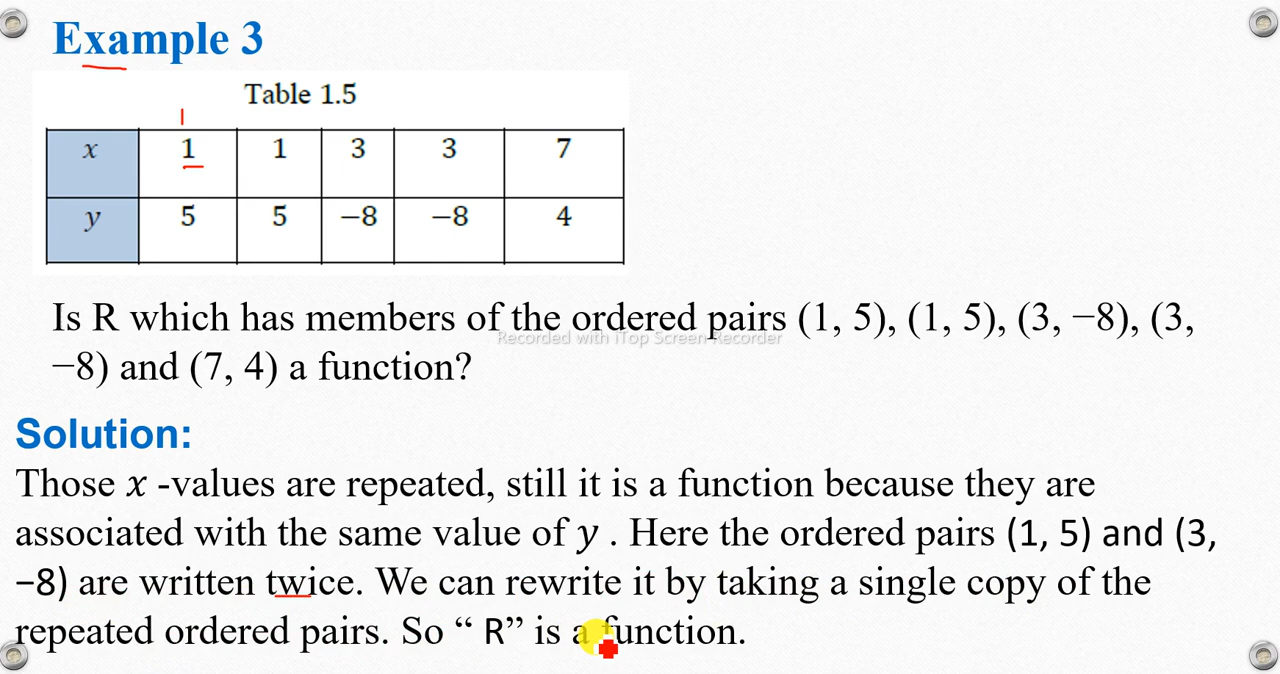 Example 3
Table 1.5
x 1 1 3 3 7
y 5 5 −8 −8 4
Is R which has members of the ordered pairs (1, 5), (1, 5), (3, −8), (3,
Recorded with iTop Screen Recorder
−8) and (7, 4) a function?
Solution:
Those x -values are repeated, still it is a function because they are
associated with the same value of y . Here the ordered pairs (1, 5) and (3,
−8) are written twice. We can rewrite it by taking a single copy of the
repeated ordered pairs. So “ R” is a function.